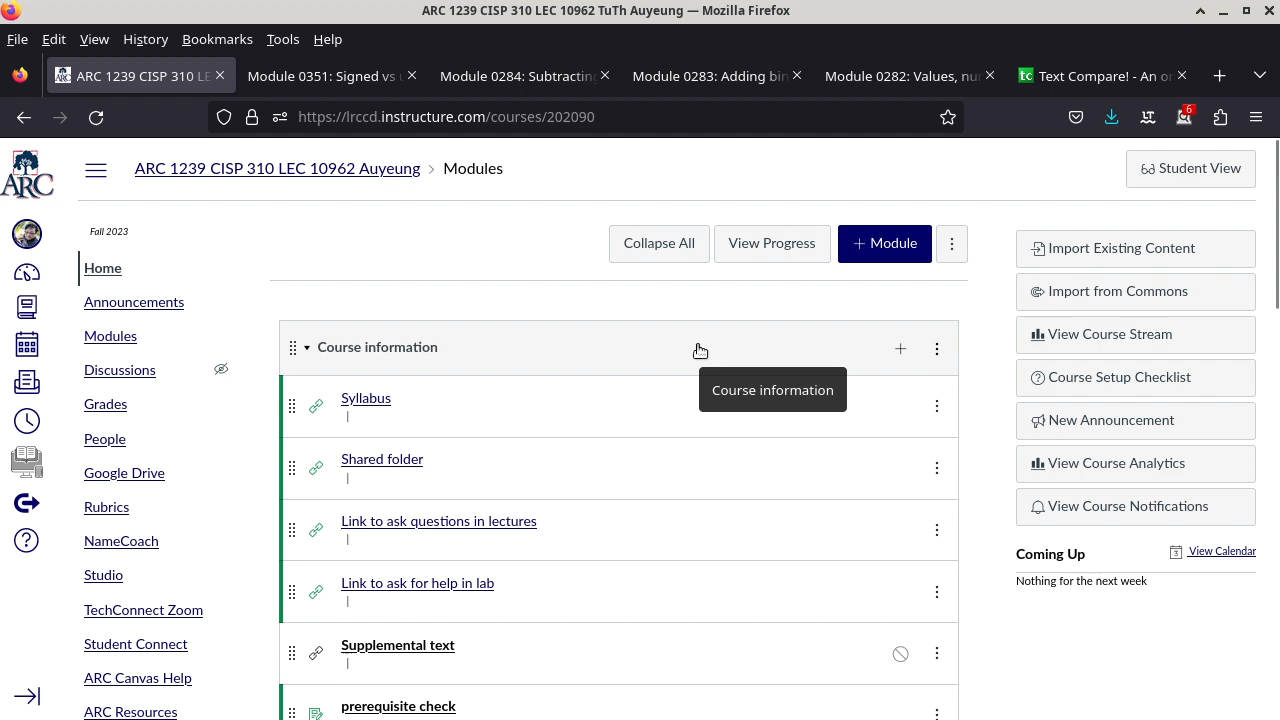 ARC 1239 CISP 310 LEC 10962 TuTh Auyeung — Mozilla Firefox
File Edit View History Bookmarks Tools Help
ARC 1239 CISP 310 LE
Module 0351: Signed vs u
Module 0284: Subtractin
Module 0283: Adding bin
Module 0282: Values, nu
tc Text Compare! - An on
https://lrccd.instructure.com/courses/202090
6
ARC
ARC 1239 CISP 310 LEC 10962 Auyeung > Modules
Student View
Fall 2023
Home
Announcements
Modules
Discussions
Grades
People
Google Drive
Rubrics
NameCoach
Studio
TechConnect Zoom
Student Connect
ARC Canvas Help
ARC Resources
Collapse All
View Progress
+ Module
Course information
Course information
Syllabus
|
Shared folder
|
Link to ask questions in lectures
|
Link to ask for help in lab
|
Supplemental text
|
prerequisite check
Import Existing Content
Import from Commons
View Course Stream
Course Setup Checklist
New Announcement
View Course Analytics
View Course Notifications
Coming Up
View Calendar
Nothing for the next week